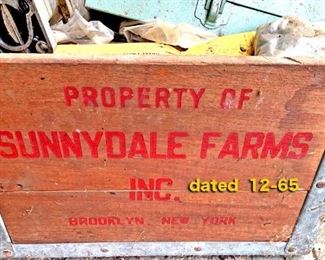 PROPERTY OF
SUNNYDALE FARMS
INC. dated 12-65
BROOKLYN, NEW YORK